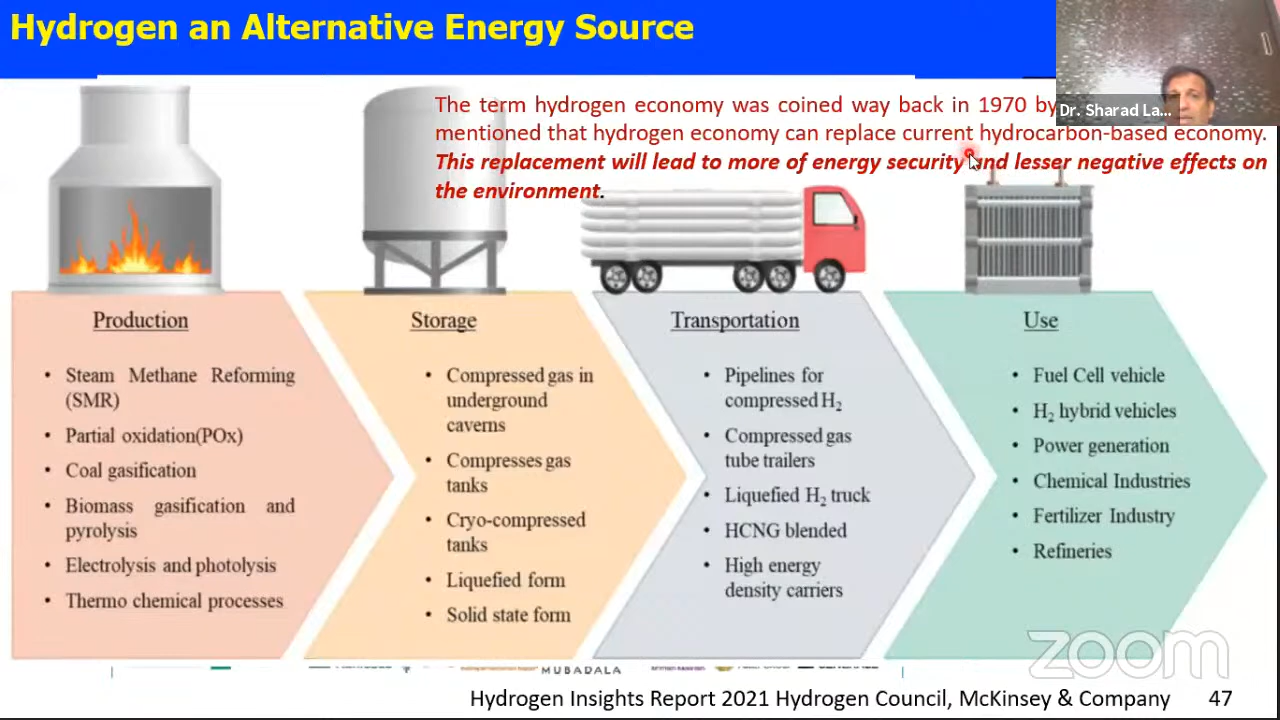 Hydrogen an Alternative Energy Source
The term hydrogen economy was coined way back in 1970 by
mentioned that hydrogen economy can replace current hydrocarbon-based economy.
This replacement will lead to more of energy security and lesser negative effects on
the environment.
Dr. Sharad La...
Production
Steam Methane Reforming
(SMR)
• Partial oxidation(POx)
• Coal gasification
• Biomass gasification and
pyrolysis
• Electrolysis and photolysis
• Thermo chemical processes
Storage
• Compressed gas in
underground
caverns
• Compresses gas
tanks
• Cryo-compressed
tanks
• Liquefied form
• Solid state form
Transportation
• Pipelines for
compressed H₂
• Compressed gas
tube trailers
• Liquefied H₂ truck
• HCNG blended
• High energy
density carriers
Use
• Fuel Cell vehicle
• H₂ hybrid vehicles
• Power generation
• Chemical Industries
• Fertilizer Industry
• Refineries
zoom
MUBADALA
Hydrogen Insights Report 2021 Hydrogen Council, McKinsey & Company 47